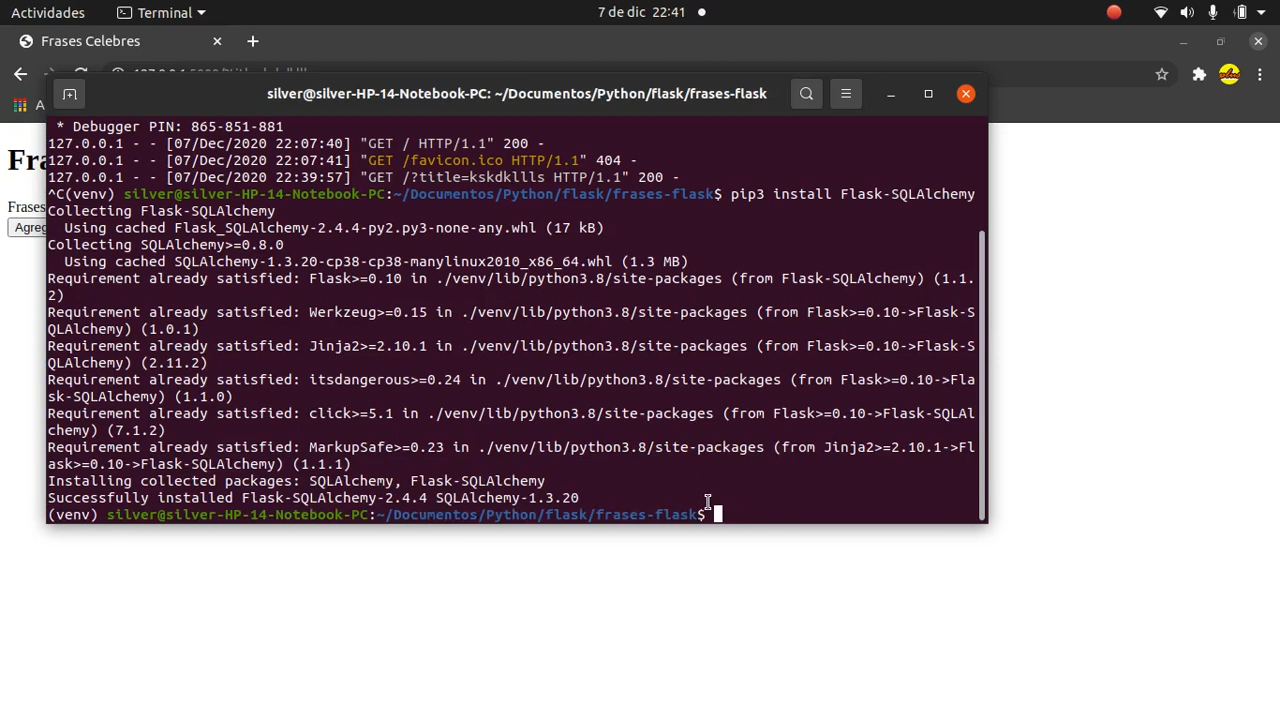 Actividades
Terminal
7 de dic 22:41
Frases Celebres
silver@silver-HP-14-Notebook-PC: ~/Documentos/Python/flask/frases-flask
* Debugger PIN: 865-851-881
127.0.0.1 - - [07/Dec/2020 22:07:40] "GET / HTTP/1.1" 200 -
127.0.0.1 - - [07/Dec/2020 22:07:41] "GET /favicon.ico HTTP/1.1" 404 -
127.0.0.1 - - [07/Dec/2020 22:39:57] "GET /?title=kskdkllls HTTP/1.1" 200 -
^C(venv) silver@silver-HP-14-Notebook-PC:~/Documentos/Python/flask/frases-flask$ pip3 install Flask-SQLAlchemy
Collecting Flask-SQLAlchemy
Using cached Flask_SQLAlchemy-2.4.4-py2.py3-none-any.whl (17 kB)
Collecting SQLAlchemy>=0.8.0
Using cached SQLAlchemy-1.3.20-cp38-cp38-manylinux2010_x86_64.whl (1.3 MB)
Requirement already satisfied: Flask>=0.10 in ./venv/lib/python3.8/site-packages (from Flask-SQLAlchemy) (1.1.
2)
Requirement already satisfied: Werkzeug>=0.15 in ./venv/lib/python3.8/site-packages (from Flask>=0.10->Flask-S
QLAlchemy) (1.0.1)
Requirement already satisfied: Jinja2>=2.10.1 in ./venv/lib/python3.8/site-packages (from Flask>=0.10->Flask-S
QLAlchemy) (2.11.2)
Requirement already satisfied: itsdangerous>=0.24 in ./venv/lib/python3.8/site-packages (from Flask>=0.10->Fla
sk-SQLAlchemy) (1.1.0)
Requirement already satisfied: click>=5.1 in ./venv/lib/python3.8/site-packages (from Flask>=0.10->Flask-SQLAl
chemy) (7.1.2)
Requirement already satisfied: MarkupSafe>=0.23 in ./venv/lib/python3.8/site-packages (from Jinja2>=2.10.1->Fl
ask>=0.10->Flask-SQLAlchemy) (1.1.1)
Installing collected packages: SQLAlchemy, Flask-SQLAlchemy
Successfully installed Flask-SQLAlchemy-2.4.4 SQLAlchemy-1.3.20
(venv) silver@silver-HP-14-Notebook-PC:~/Documentos/Python/flask/frases-flask$
A
Fra
Frases
Agreg